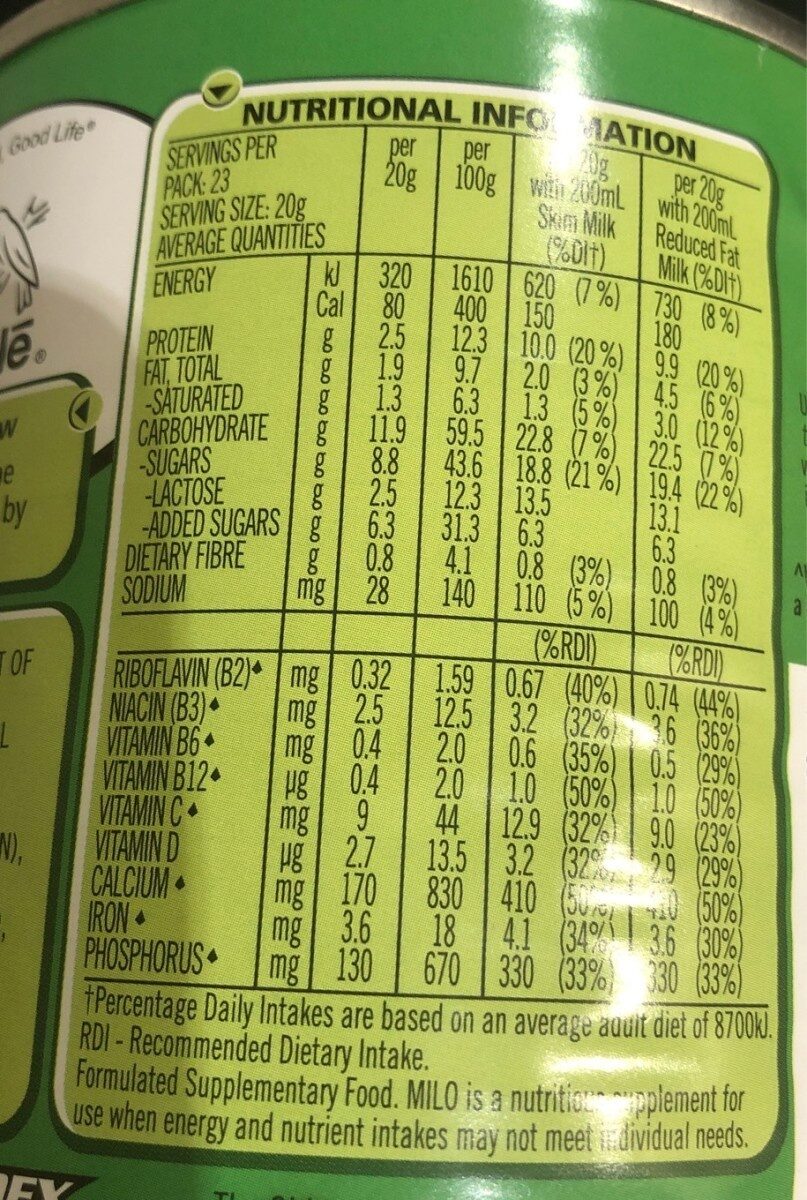 Good Life®
NUTRITIONAL INFO ATION
SERVINGS PER PACK: 23
SERVING SIZE: 20g
AVERAGE QUANTITIES
per 20g
per 100g
20g with 200mL Skim Milk (%DI†)
per 20g with 200mL Reduced Fat Milk (%DI†)
ENERGY kJ 320 1610 620 (7%) 730 (8%)
Cal 80 400 150 180
PROTEIN g 2.5 12.3 10.0 (20%) 9.9 (20%)
FAT, TOTAL g 1.9 9.7 2.0 (3%) 4.5 (6%)
-SATURATED g 1.3 6.3 1.3 (5%) 3.0 (12%)
CARBOHYDRATE g 11.9 59.5 22.8 (7%) 22.5 (7%)
-SUGARS g 8.8 43.6 18.8 (21%) 19.4 (22%)
-LACTOSE g 2.5 12.3 13.5 13.1
-ADDED SUGARS g 6.3 31.3 6.3 6.3
DIETARY FIBRE g 0.8 4.1 0.8 (3%) 0.8 (3%)
SODIUM mg 28 140 110 (5%) 100 (4%)
(%RDI) (%RDI)
RIBOFLAVIN (B2)♠ mg 0.32 1.59 0.67 (40%) 0.74 (44%)
NIACIN (B3)♠ mg 2.5 12.5 3.2 (32%) 3.6 (36%)
VITAMIN B6♠ mg 0.4 2.0 0.6 (35%) 0.5 (29%)
VITAMIN B12♠ µg 0.4 2.0 1.0 (50%) 1.0 (50%)
VITAMIN C♠ mg 9 44 12.9 (32%) 9.0 (23%)
VITAMIN D µg 2.7 13.5 3.2 (32%) 2.9 (29%)
CALCIUM♠ mg 170 830 410 (50%) 410 (50%)
IRON♠ mg 3.6 18 4.1 (34%) 3.6 (30%)
PHOSPHORUS♠ mg 130 670 330 (33%) 330 (33%)
†Percentage Daily Intakes are based on an average adult diet of 8700kJ.
RDI - Recommended Dietary Intake.
Formulated Supplementary Food. MILO is a nutritious supplement for
use when energy and nutrient intakes may not meet individual needs.
by
OF